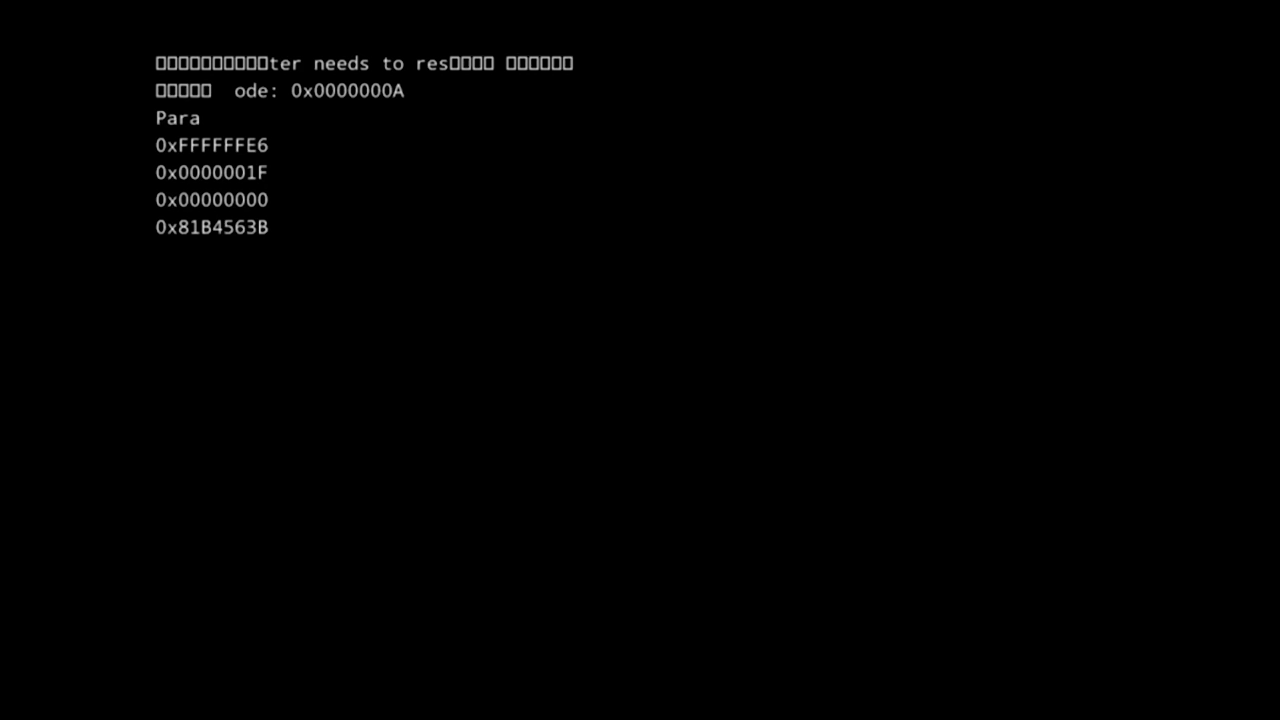 ▯▯▯▯▯▯▯▯▯▯ter needs to res▯▯▯▯ ▯▯▯▯▯▯
▯▯▯▯▯  ode: 0x0000000A
Para
0xFFFFFFE6
0x0000001F
0x00000000
0x81B4563B